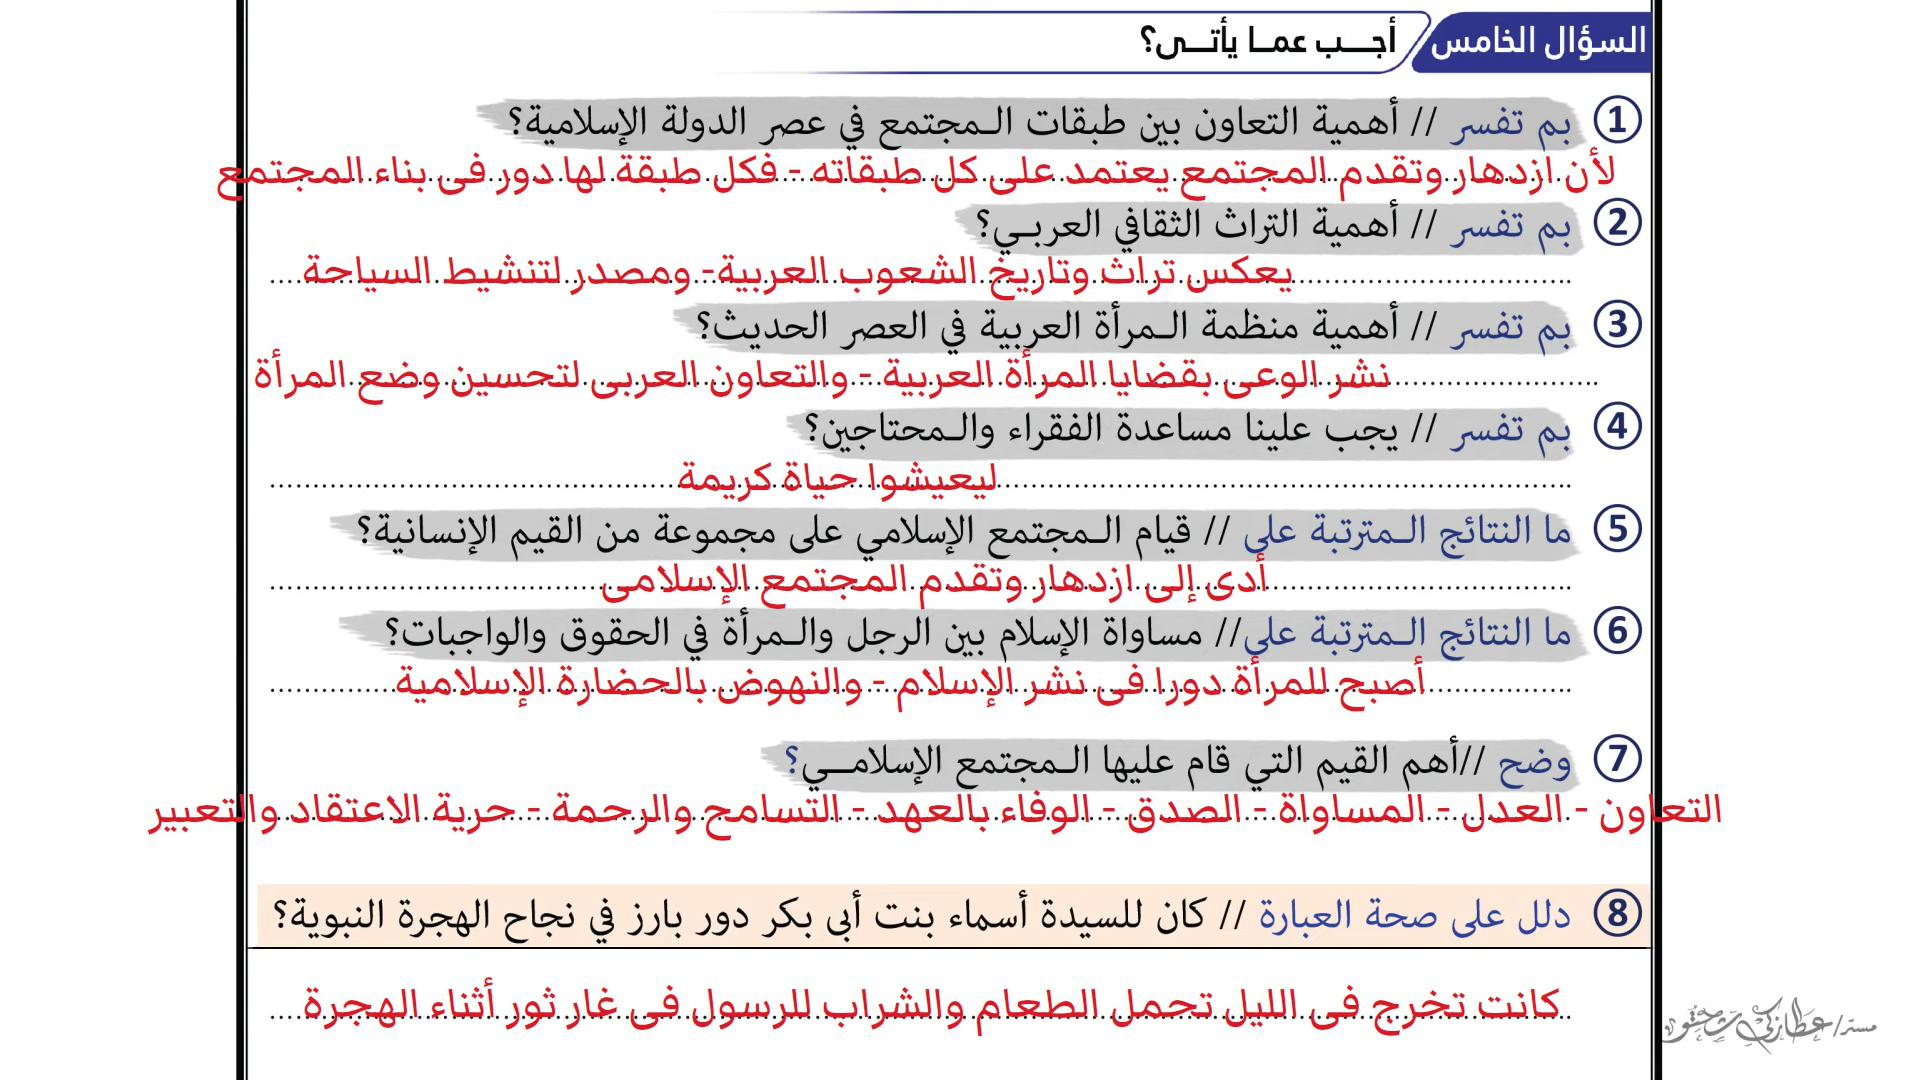 السؤال الخامس أجب عما يأتى؟
1 بم تفسر // أهمية التعاون بين طبقات المجتمع في عصر الدولة الإسلامية؟
لأن ازدهار وتقدم المجتمع يعتمد على كل طبقاته - فكل طبقة لها دور فى بناء المجتمع
2 بم تفسر // أهمية التراث الثقافي العربي؟
يعكس تراث وتاريخ الشعوب العربية- ومصدر لتنشيط السياحة
3 بم تفسر // أهمية منظمة المرأة العربية في العصر الحديث؟
نشر الوعى بقضايا المرأة العربية - والتعاون العربى لتحسين وضع المرأة
4 بم تفسر // يجب علينا مساعدة الفقراء والمحتاجين؟
ليعيشوا حياة كريمة
5 ما النتائج المترتبة على // قيام المجتمع الإسلامي على مجموعة من القيم الإنسانية؟
أدى إلى ازدهار وتقدم المجتمع الإسلامى
6 ما النتائج المترتبة على// مساواة الإسلام بين الرجل والمرأة في الحقوق والواجبات؟
أصبح للمرأة دورا فى نشر الإسلام - والنهوض بالحضارة الإسلامية
7 وضح //أهم القيم التي قام عليها المجتمع الإسلامي؟
التعاون - العدل - المساواة - الصدق - الوفاء بالعهد - التسامح والرحمة - حرية الاعتقاد والتعبير
8 دلل على صحة العبارة // كان للسيدة أسماء بنت أبى بكر دور بارز في نجاح الهجرة النبوية؟
كانت تخرج فى الليل تحمل الطعام والشراب للرسول فى غار ثور أثناء الهجرة
مستر/